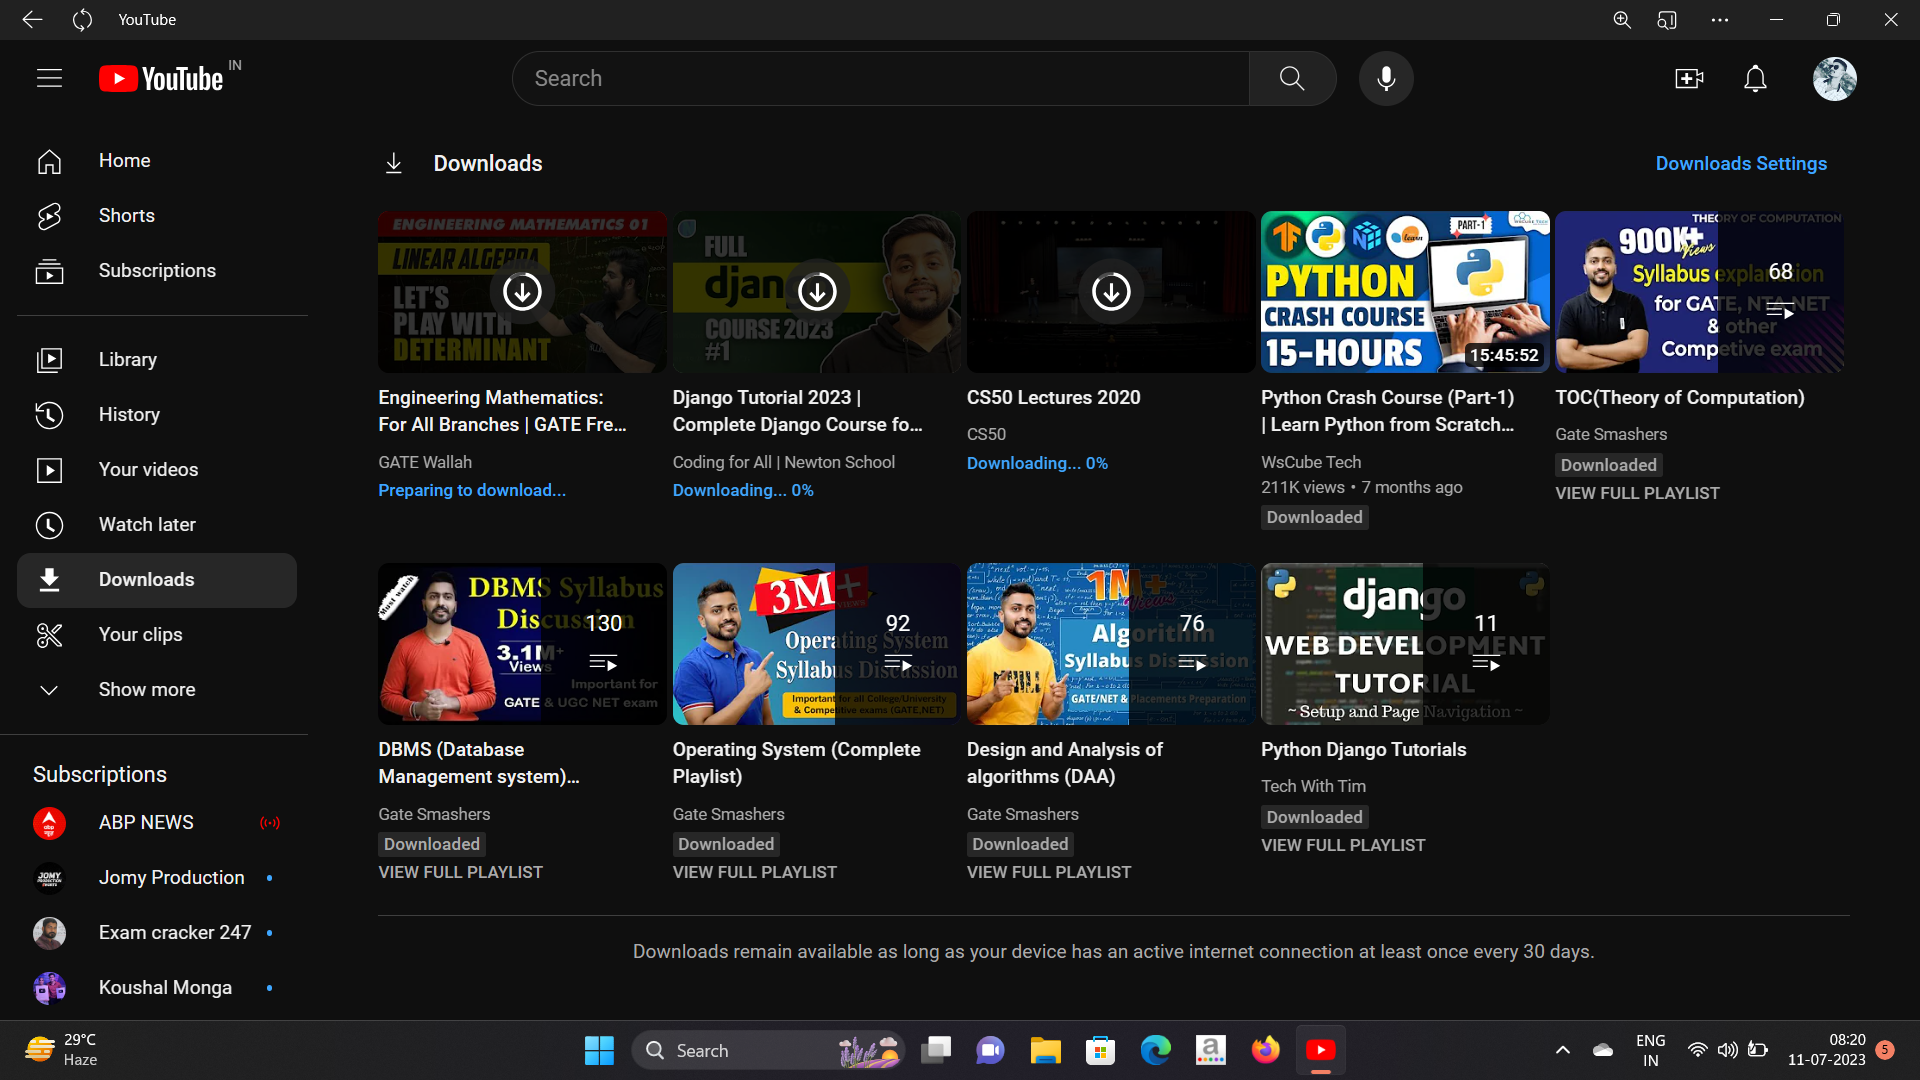 YouTube
YouTube IN
Search
Home
Shorts
Subscriptions
Library
History
Your videos
Watch later
Downloads
Your clips
Show more
Subscriptions
ABP NEWS
Jomy Production
Exam cracker 247
Koushal Monga
Downloads
Downloads Settings
ENGINEERING MATHEMATICS 01
LINEAR ALGEBRA
LET'S
PLAY WITH
DETERMINANT
Engineering Mathematics:
For All Branches | GATE Fre...
GATE Wallah
Preparing to download...
FULL
django
COURSE 2023
#1
Django Tutorial 2023 |
Complete Django Course fo...
Coding for All | Newton School
Downloading... 0%
CS50 Lectures 2020
CS50
Downloading... 0%
PART-1
PYTHON
CRASH COURSE
15-HOURS
15:45:52
Python Crash Course (Part-1)
| Learn Python from Scratch...
WsCube Tech
211K views • 7 months ago
Downloaded
THEORY OF COMPUTATION
900K+
Views
Syllabus explanation
for GATE, NTA NET
& other
Competitive exam
68
TOC(Theory of Computation)
Gate Smashers
Downloaded
VIEW FULL PLAYLIST
Must watch
DBMS Syllabus
Discussion
3.1M+
Views
Important for
GATE & UGC NET exam
130
DBMS (Database
Management system)...
Gate Smashers
Downloaded
VIEW FULL PLAYLIST
3M+
Operating System
Syllabus Discussion
Important for all College/University
& Competitive exams (GATE,NET)
92
Operating System (Complete
Playlist)
Gate Smashers
Downloaded
VIEW FULL PLAYLIST
1M+
Views
Algorithm
Syllabus Discussion
GATE/NET & Placements Preparation
76
Design and Analysis of
algorithms (DAA)
Gate Smashers
Downloaded
VIEW FULL PLAYLIST
django
WEB DEVELOPMENT
TUTORIAL
~ Setup and Page Navigation ~
11
Python Django Tutorials
Tech With Tim
Downloaded
VIEW FULL PLAYLIST
Downloads remain available as long as your device has an active internet connection at least once every 30 days.
29°C
Haze
Search
ENG
IN
08:20
11-07-2023
5